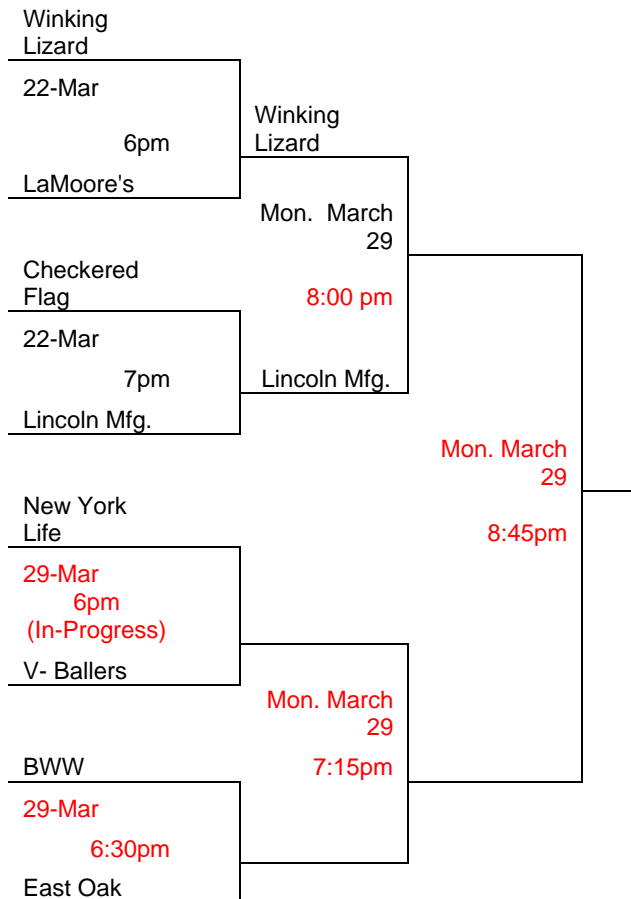 Winking
Lizard
22-Mar
6pm
LaMoore's
Winking
Lizard
Mon. March
29
8:00 pm
Checkered
Flag
22-Mar
7pm
Lincoln Mfg.
Lincoln Mfg.
Mon. March
29
8:45pm
New York
Life
29-Mar
6pm
(In-Progress)
V- Ballers
Mon. March
29
7:15pm
BWW
29-Mar
6:30pm
East Oak